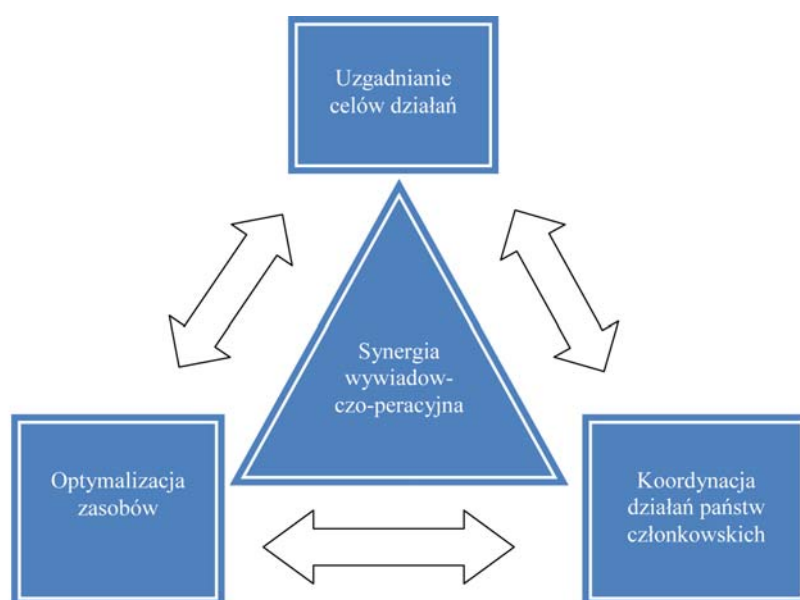 Uzgadnianie
celów działań
Synergia
wywiadow-
czo-peracyjna
Optymalizacja
zasobów
Koordynacja
działań państw
członkowskich